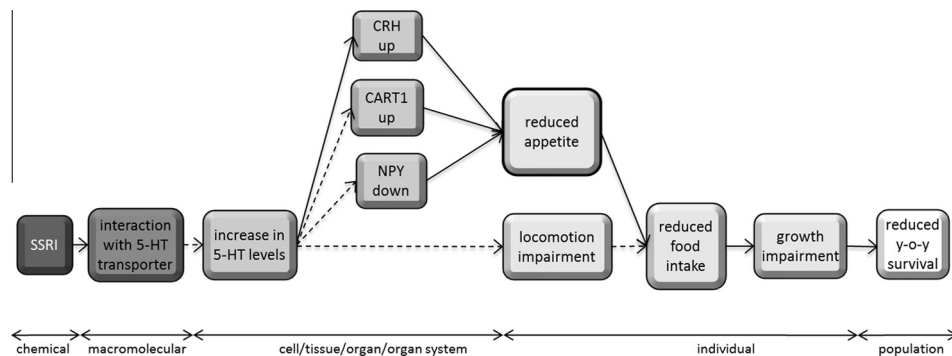 CRH
up
CART1
up
NPY
down
reduced
appetite
SSRI
interaction
with 5-HT
transporter
increase in
5-HT levels
locomotion
impairment
reduced
food
intake
growth
impairment
reduced
y-o-y
survival
chemical
macromolecular
cell/tissue/organ/organ system
individual
population